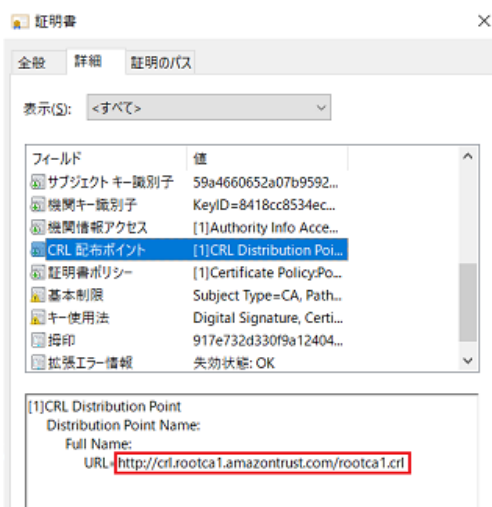 証明書
全般 詳細 証明のパス
表示(S): <すべて>
フィールド 値
サブジェクト キー識別子 59a4660652a07b9592...
機関キー識別子 KeyID=8418cc8534ec...
機関情報アクセス [1]Authority Info Acce...
CRL 配布ポイント [1]CRL Distribution Poi...
証明書ポリシー [1]Certificate Policy:Po...
基本制限 Subject Type=CA, Path...
キー使用法 Digital Signature, Certi...
拇印 917e732d330f9a12404...
拡張エラー情報 失効状態: OK
[1]CRL Distribution Point
Distribution Point Name:
Full Name:
URL=http://crl.rootca1.amazontrust.com/rootca1.crl